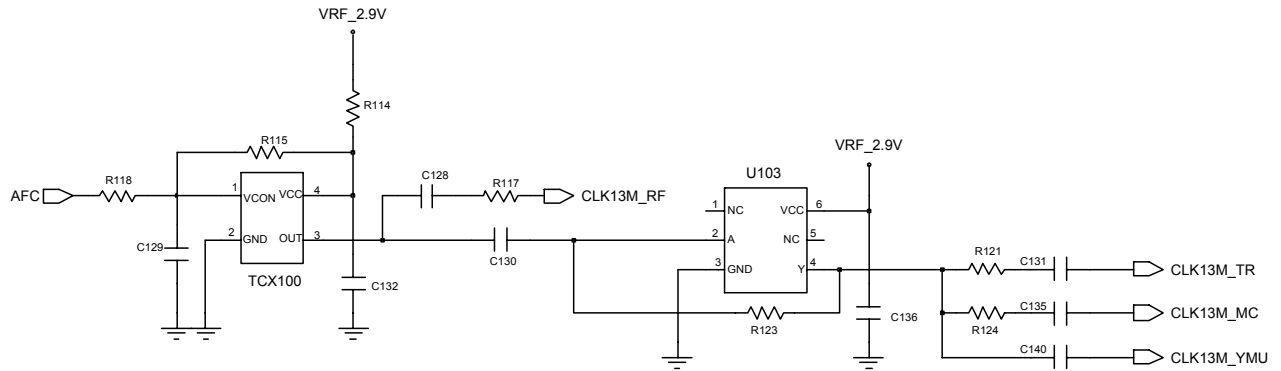 VRF_2.9V
R114
R115
AFC
R118
1
VCON
VCC
4
2
GND
OUT
3
C129
TCX100
C132
C128
R117
CLK13M_RF
C130
VRF_2.9V
U103
1
NC
VCC
6
2
A
NC
5
3
GND
Y
4
R123
C136
R121
C131
CLK13M_TR
R124
C135
CLK13M_MC
C140
CLK13M_YMU